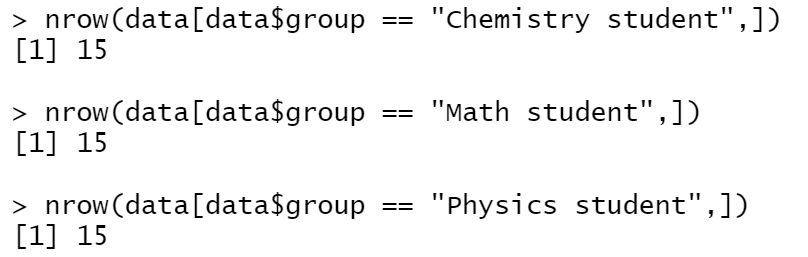 > nrow(data[data$group == "Chemistry student",])
[1] 15
> nrow(data[data$group == "Math student",])
[1] 15
> nrow(data[data$group == "Physics student",])
[1] 15